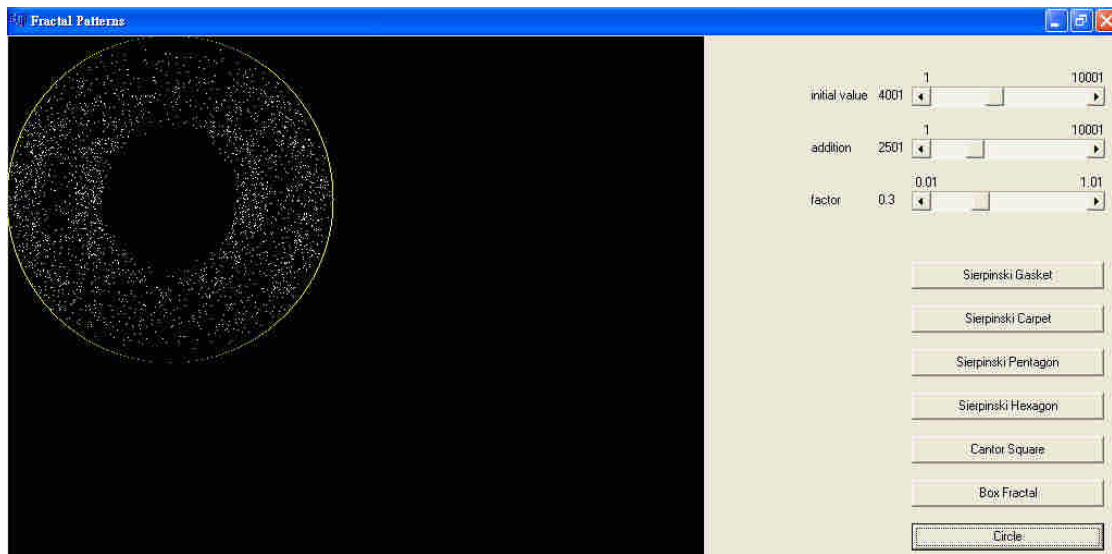 Fractal Patterns
1 10001
initial value 4001
1 10001
addition 2501
0.01 1.01
factor 0.3
Sierpinski Gasket
Sierpinski Carpet
Sierpinski Pentagon
Sierpinski Hexagon
Cantor Square
Box Fractal
Circle